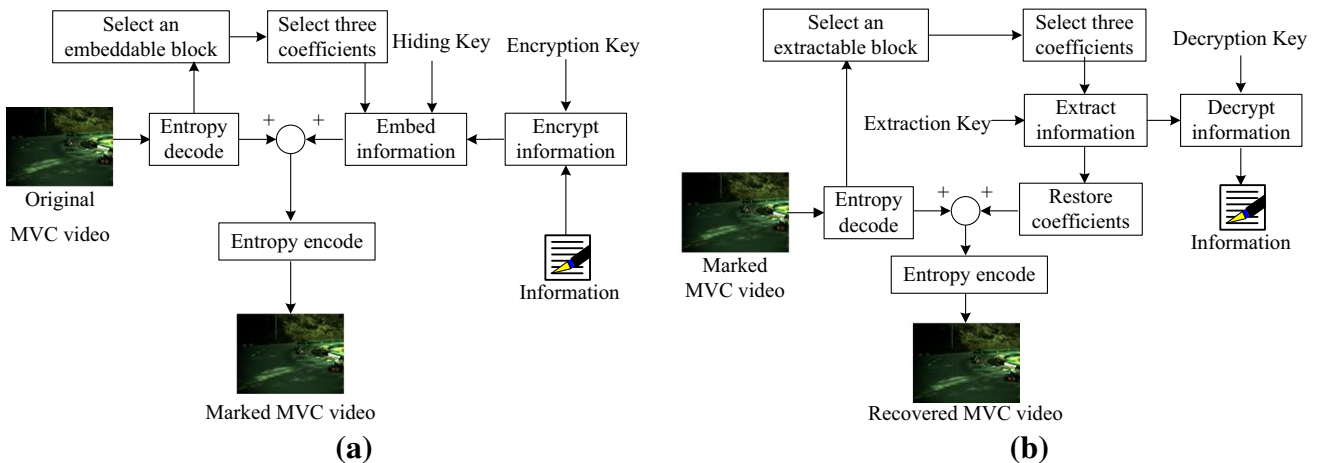 Select an
embeddable block
Select three
coefficients
Hiding Key
Encryption Key
Entropy
decode
+
+
Embed
information
Encrypt
information
Original
MVC video
Entropy encode
Information
Marked MVC video
(a)
Select an
extractable block
Select three
coefficients
Decryption Key
Extraction Key
Extract
information
Decrypt
information
Entropy
decode
+
+
Restore
coefficients
Information
Marked
MVC video
Entropy encode
Recovered MVC video
(b)